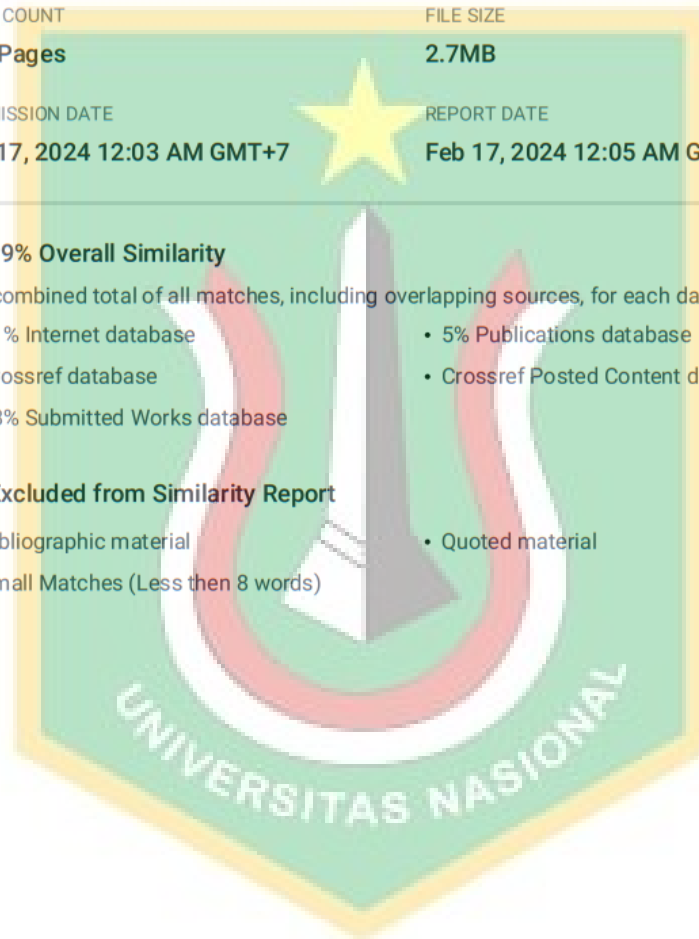 COUNT FILE SIZE
Pages 2.7MB
ISSION DATE REPORT DATE
17, 2024 12:03 AM GMT+7 Feb 17, 2024 12:05 AM G
9% Overall Similarity
combined total of all matches, including overlapping sources, for each da
% Internet database • 5% Publications database
ossref database • Crossref Posted Content d
% Submitted Works database
xcluded from Similarity Report
bliographic material • Quoted material
mall Matches (Less then 8 words)
UNIVERSITAS NASIONAL